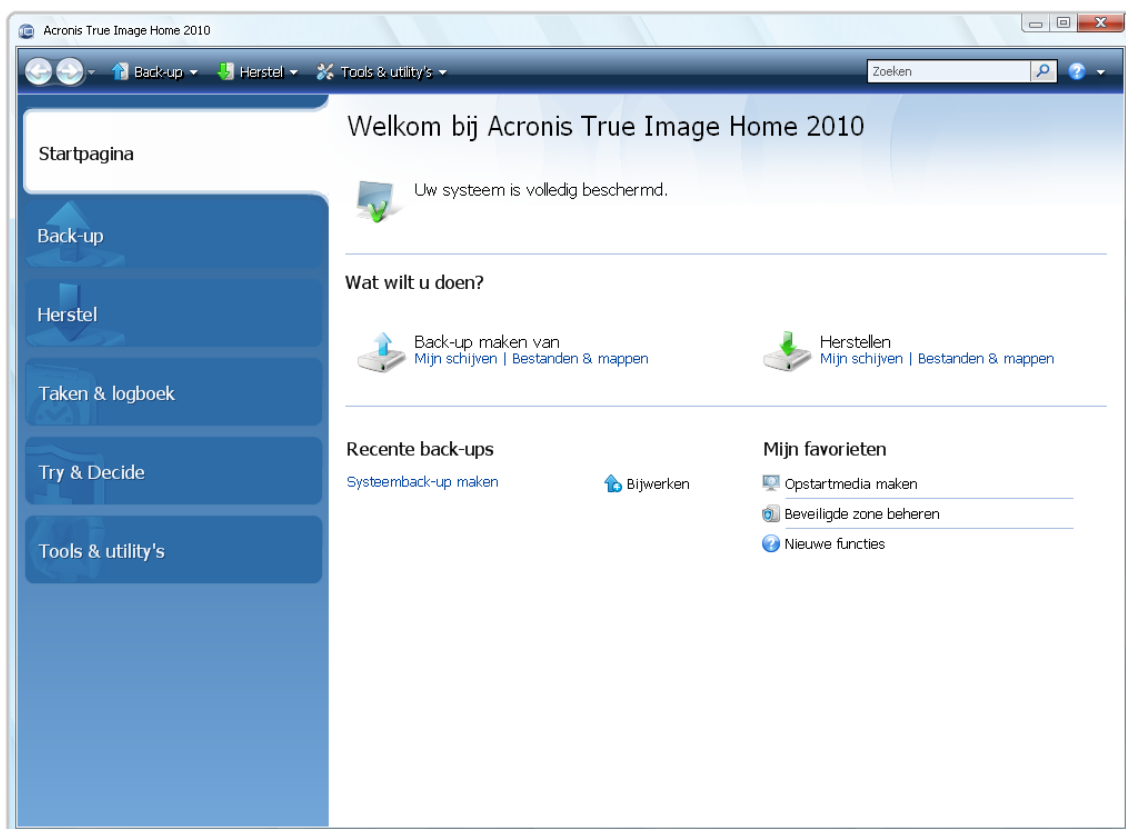 Acronis True Image Home 2010
Back-up Herstel Tools & utility's Zoeken
Startpagina
Back-up
Herstel
Taken & logboek
Try & Decide
Tools & utility's
Welkom bij Acronis True Image Home 2010
Uw systeem is volledig beschermd.
Wat wilt u doen?
Back-up maken van
Mijn schijven | Bestanden & mappen
Herstellen
Mijn schijven | Bestanden & mappen
Recente back-ups
Systeemback-up maken Bijwerken
Mijn favorieten
Opstartmedia maken
Beveiligde zone beheren
Nieuwe functies